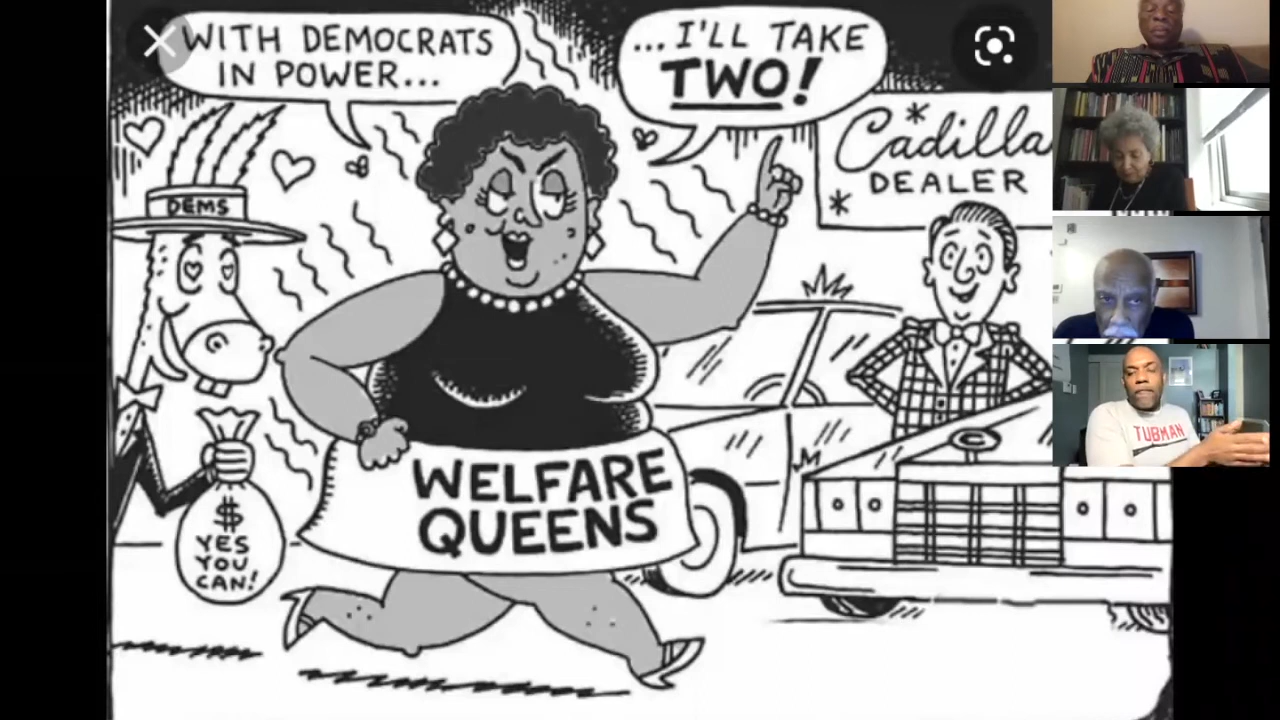 WITH DEMOCRATS
IN POWER...
...I'LL TAKE
TWO!
Cadilla
DEALER
DEMS
$
YES
YOU
CAN!
WELFARE
QUEENS
TUBMAN